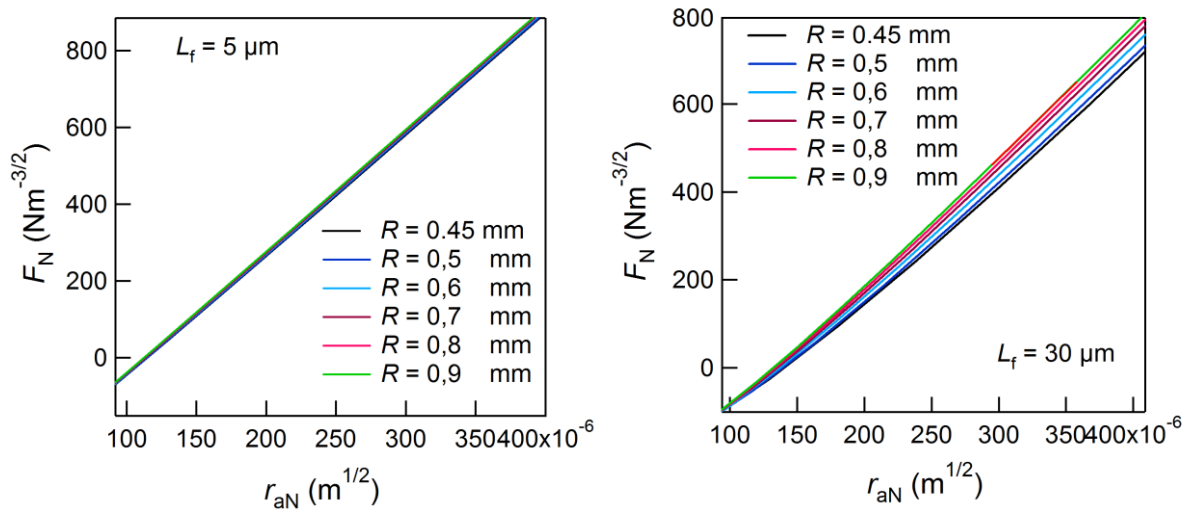 L_f = 5 µm
800
600
400
200
0
F_N (Nm^-3/2)
R = 0.45 mm
R = 0,5 mm
R = 0,6 mm
R = 0,7 mm
R = 0,8 mm
R = 0,9 mm
100 150 200 250 300 350 400x10^-6
r_aN (m^1/2)
800
600
400
200
0
F_N (Nm^-3/2)
R = 0.45 mm
R = 0,5 mm
R = 0,6 mm
R = 0,7 mm
R = 0,8 mm
R = 0,9 mm
L_f = 30 µm
100 150 200 250 300 350 400x10^-6
r_aN (m^1/2)